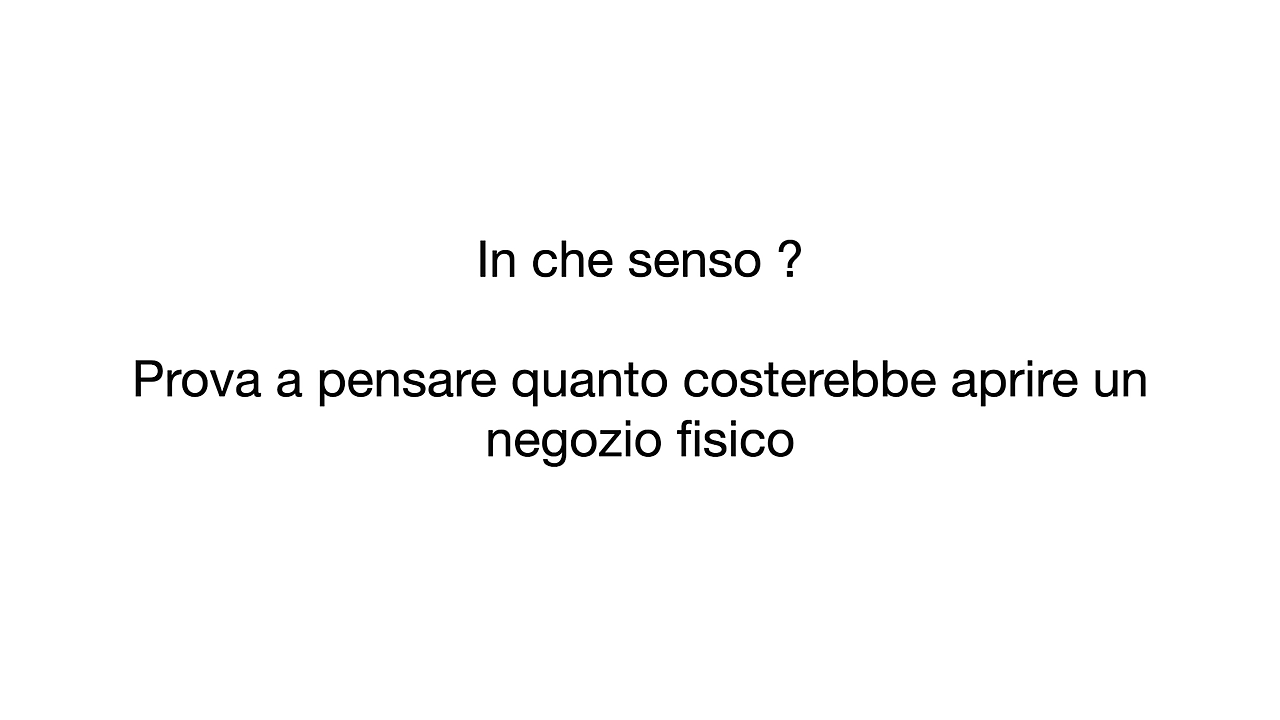 In che senso ?
Prova a pensare quanto costerebbe aprire un
negozio fisico